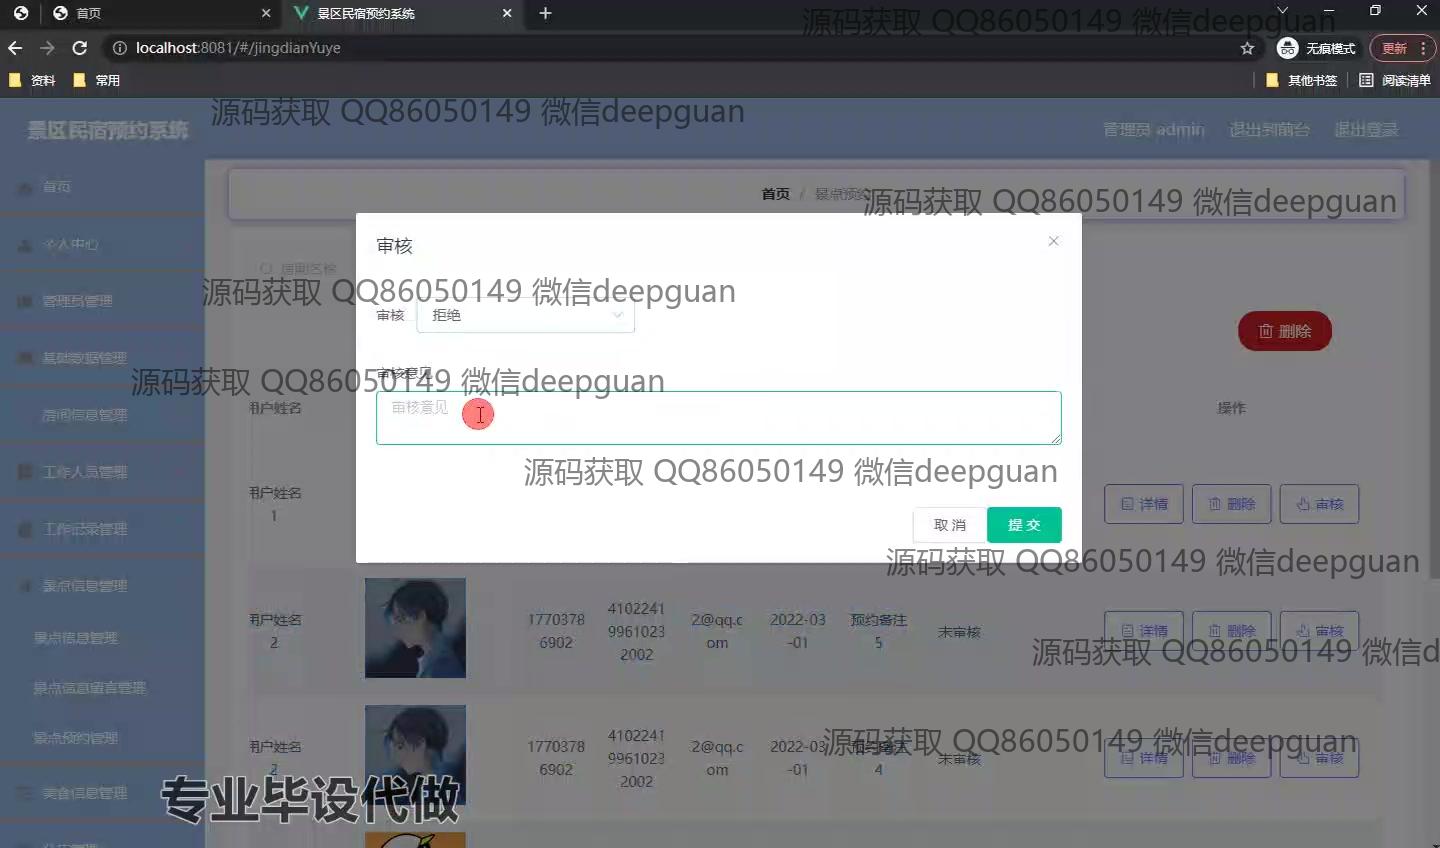 首页
景区民宿预约系统
源码获取 QQ86050149 微信deepguan
localhost:8081/#/jingdianYuye
无痕模式
更新
资料
常用
其他书签
阅读清单
源码获取 QQ86050149 微信deepguan
景区民宿预约系统
管理员 admin
退出到前台
退出登录
首页
个人中心
管理员管理
基础数据管理
房间信息管理
工作人员管理
工作记录管理
景点信息管理
景点信息管理
景点信息留言管理
景点预约管理
美食信息管理
首页 / 景点预约
源码获取 QQ86050149 微信deepguan
审核
源码获取 QQ86050149 微信deepguan
审核
拒绝
删除
审核意见
源码获取 QQ86050149 微信deepguan
审核意见
用户姓名
操作
源码获取 QQ86050149 微信deepguan
取消
提交
用户姓名
1
详情
删除
审核
源码获取 QQ86050149 微信deepguan
用户姓名
2
1770378
6902
4102241
9961023
2002
2@qq.c
om
2022-03
-01
预约备注
5
未审核
详情
删除
审核
源码获取 QQ86050149 微信d
用户姓名
2
1770378
6902
4102241
9961023
2002
2@qq.c
om
2022-03
-01
预约备注
4
未审核
详情
删除
审核
源码获取 QQ86050149 微信deepguan
专业毕设代做